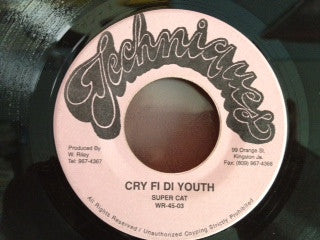 Techniques
Produced By
W. Riley
Tel: 967-4367
99 Orange St.
Kingston Ja.
Fax: (809) 967-4366
CRY FI DI YOUTH
SUPER CAT
WR-45-03
All Rights Reserved / Unauthorized Copying Strictly Prohibited